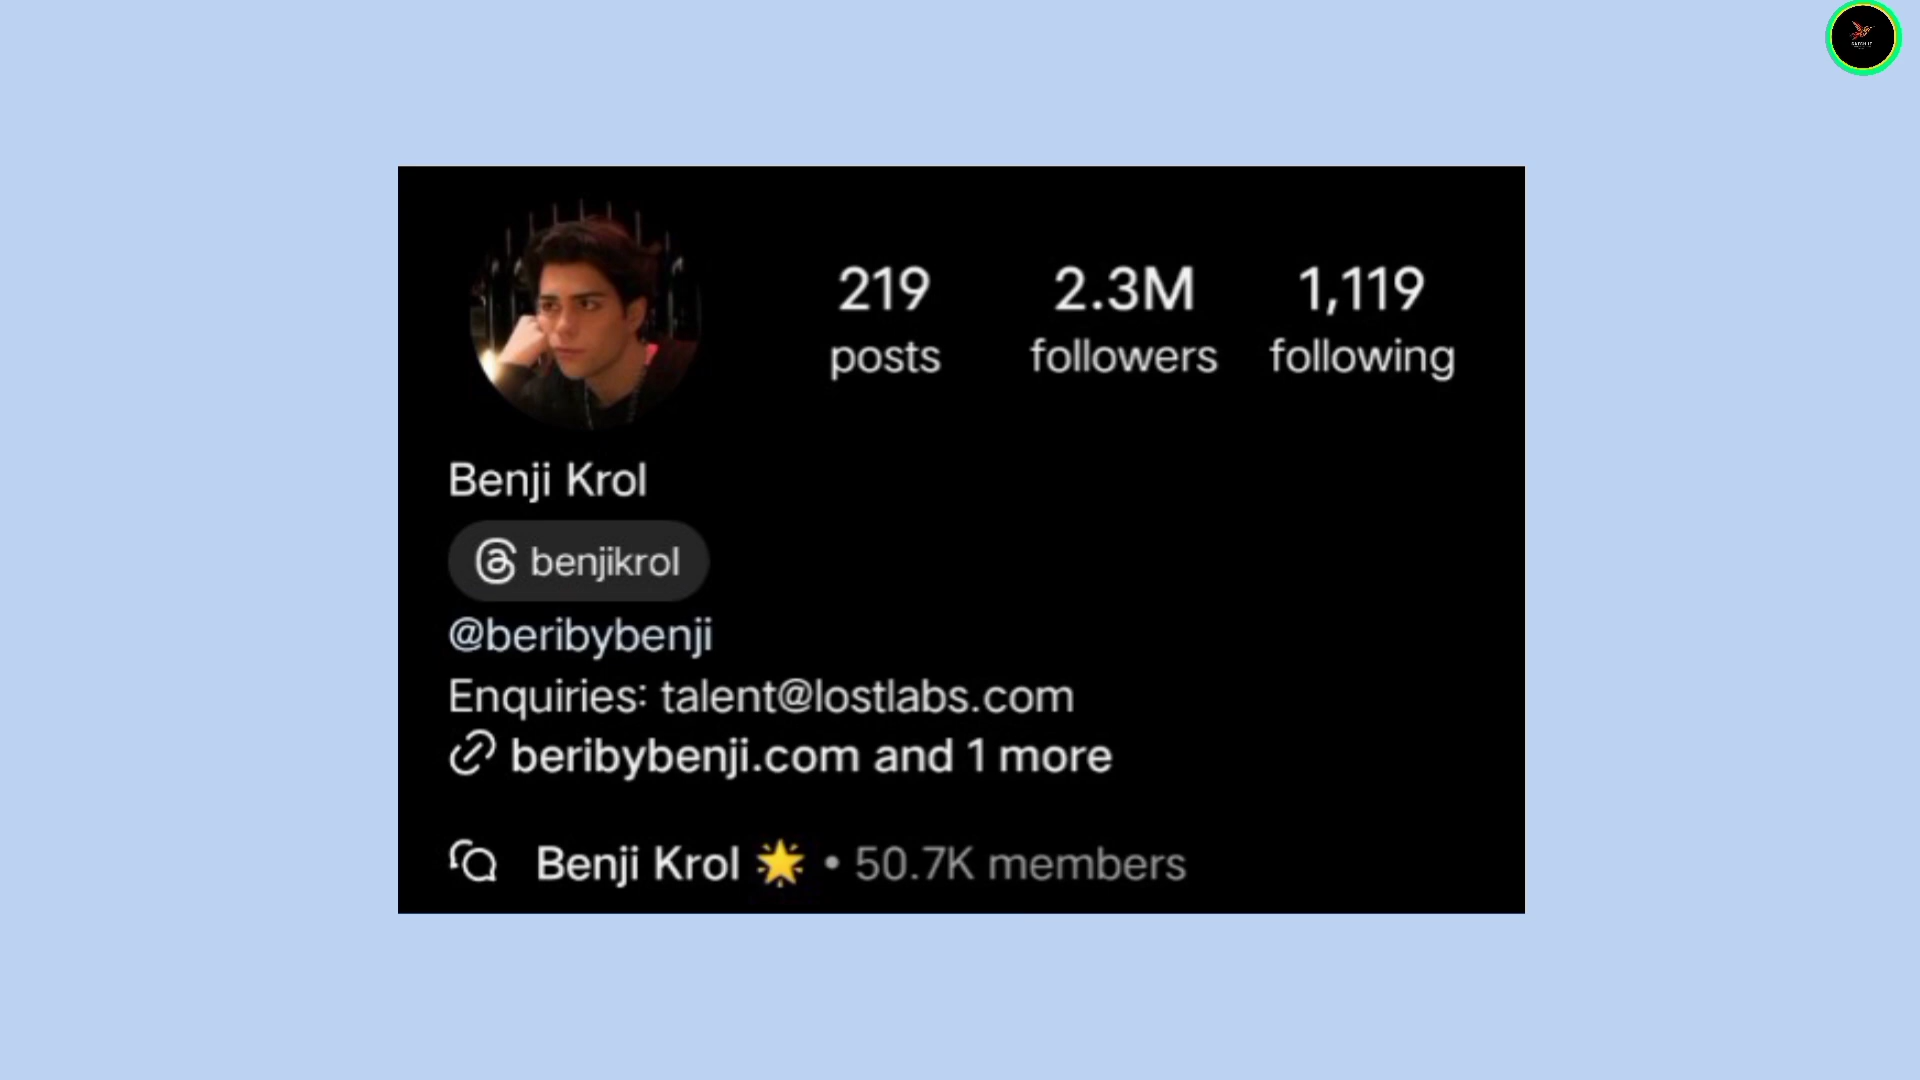 219 2.3M 1,119
posts followers following
Benji Krol
benjikrol
@beribybenji
Enquiries: talent@lostlabs.com
beribybenji.com and 1 more
Benji Krol 🌟 • 50.7K members